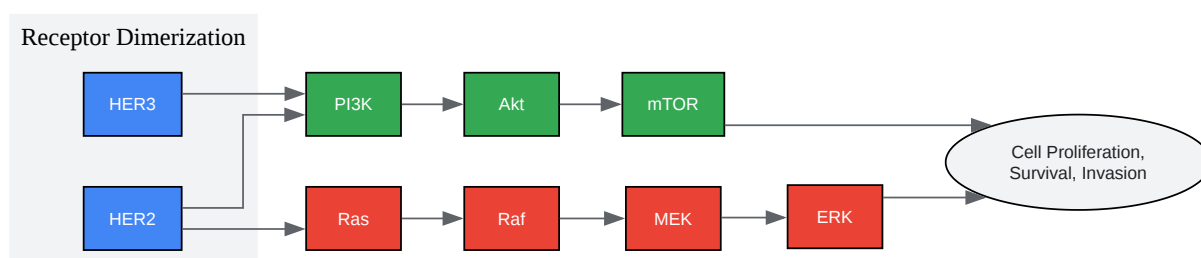 Receptor Dimerization
HER3
PI3K
Akt
mTOR
Cell Proliferation,
Survival, Invasion
HER2
Ras
Raf
MEK
ERK